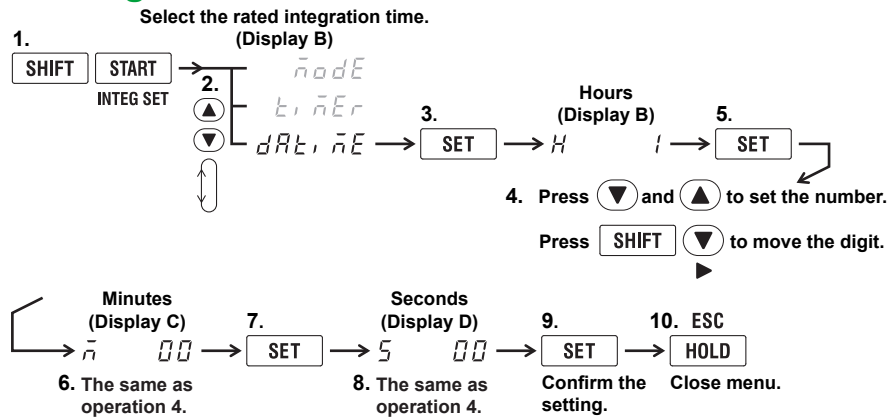 Select the rated integration time.
(Display B)
1.
SHIFT START
INTEG SET
2.
modE
timEr
dAtimE
3.
SET
Hours
(Display B)
H 1
5.
SET
4. Press ▼ and ▲ to set the number.
Press SHIFT ▼ to move the digit.
▶
Minutes
(Display C)
m 00
6. The same as
operation 4.
7.
SET
Seconds
(Display D)
S 00
8. The same as
operation 4.
9.
SET
Confirm the
setting.
10. ESC
HOLD
Close menu.